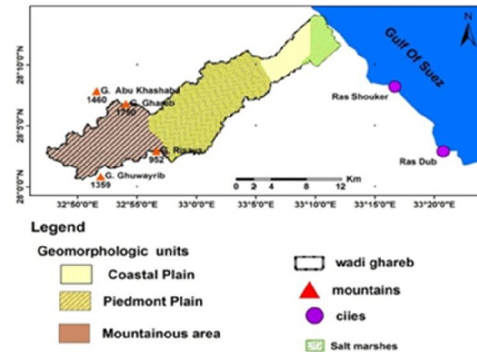 Gulf Of Suez
N
28°10'0"N
28°5'0"N
28°0'0"N
G. Abu Khashaba
1460
G. Ghareb
1750
G. Risaya
952
G. Ghuwayrib
1359
Ras Shouker
Ras Dub
0 2 4 8 12
Km
32°50'0"E 32°55'0"E 33°0'0"E 33°5'0"E 33°10'0"E 33°15'0"E 33°20'0"E
Legend
Geomorphologic units
Coastal Plain
Piedmont Plain
Mountainous area
wadi ghareb
mountains
ciies
Salt marshes